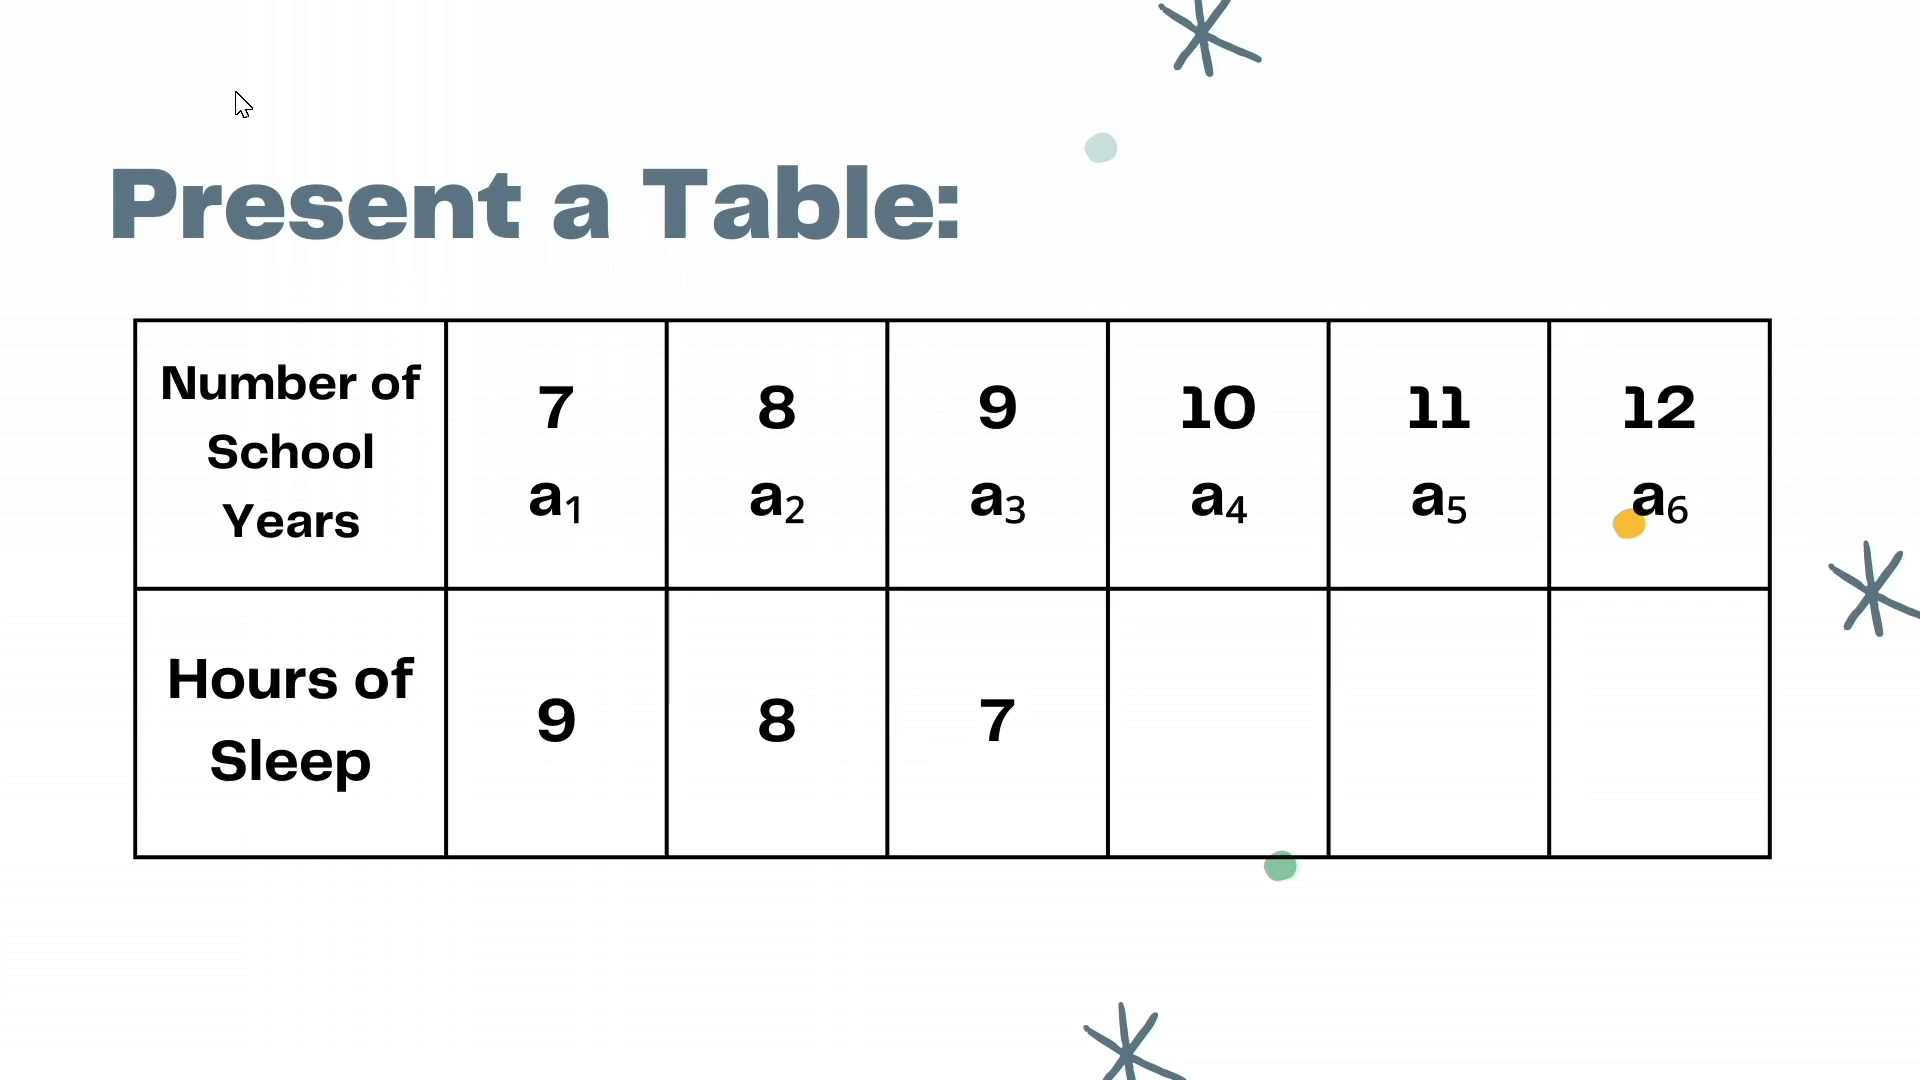 Present a Table:
Number of School Years 7 8 9 10 11 12
a₁ a₂ a₃ a₄ a₅ a₆
Hours of Sleep 9 8 7